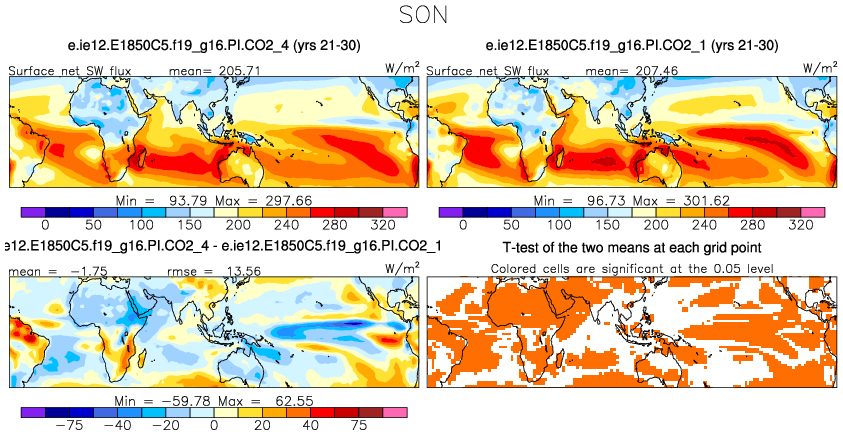 SON
e.ie12.E1850C5.f19_g16.PI.CO2_4 (yrs 21-30)
e.ie12.E1850C5.f19_g16.PI.CO2_1 (yrs 21-30)
Surface net SW flux mean= 205.71 W/m²
Surface net SW flux mean= 207.46 W/m²
Min = 93.79 Max = 297.66
Min = 96.73 Max = 301.62
0 50 100 150 200 240 280 320
0 50 100 150 200 240 280 320
e.ie12.E1850C5.f19_g16.PI.CO2_4 - e.ie12.E1850C5.f19_g16.PI.CO2_1
T-test of the two means at each grid point
mean = -1.75 rmse = 13.56 W/m²
Colored cells are significant at the 0.05 level
Min = -59.78 Max = 62.55
-75 -40 -20 0 20 40 75